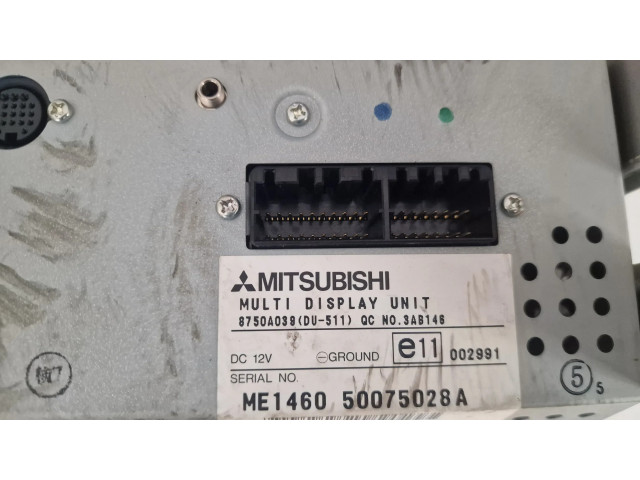 MITSUBISHI
MULTI DISPLAY UNIT
8750A039(DU-511) QC NO.3AB146
DC 12V ⊖GROUND e11 002991
SERIAL NO.
ME1460 50075028A
5 S